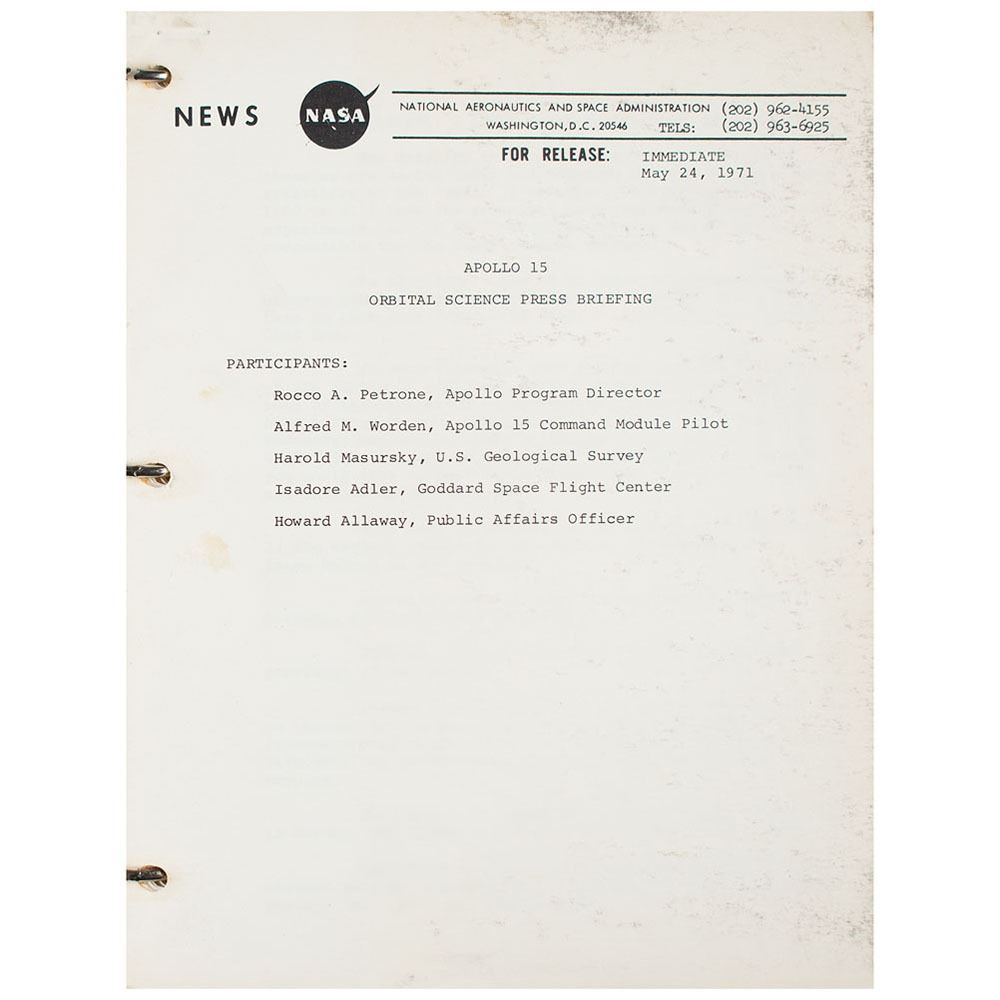 NEWS
NASA
NATIONAL AERONAUTICS AND SPACE ADMINISTRATION (202) 962-4155
WASHINGTON, D.C. 20546 TELS: (202) 963-6925
FOR RELEASE: IMMEDIATE
May 24, 1971
APOLLO 15
ORBITAL SCIENCE PRESS BRIEFING
PARTICIPANTS:
Rocco A. Petrone, Apollo Program Director
Alfred M. Worden, Apollo 15 Command Module Pilot
Harold Masursky, U.S. Geological Survey
Isadore Adler, Goddard Space Flight Center
Howard Allaway, Public Affairs Officer